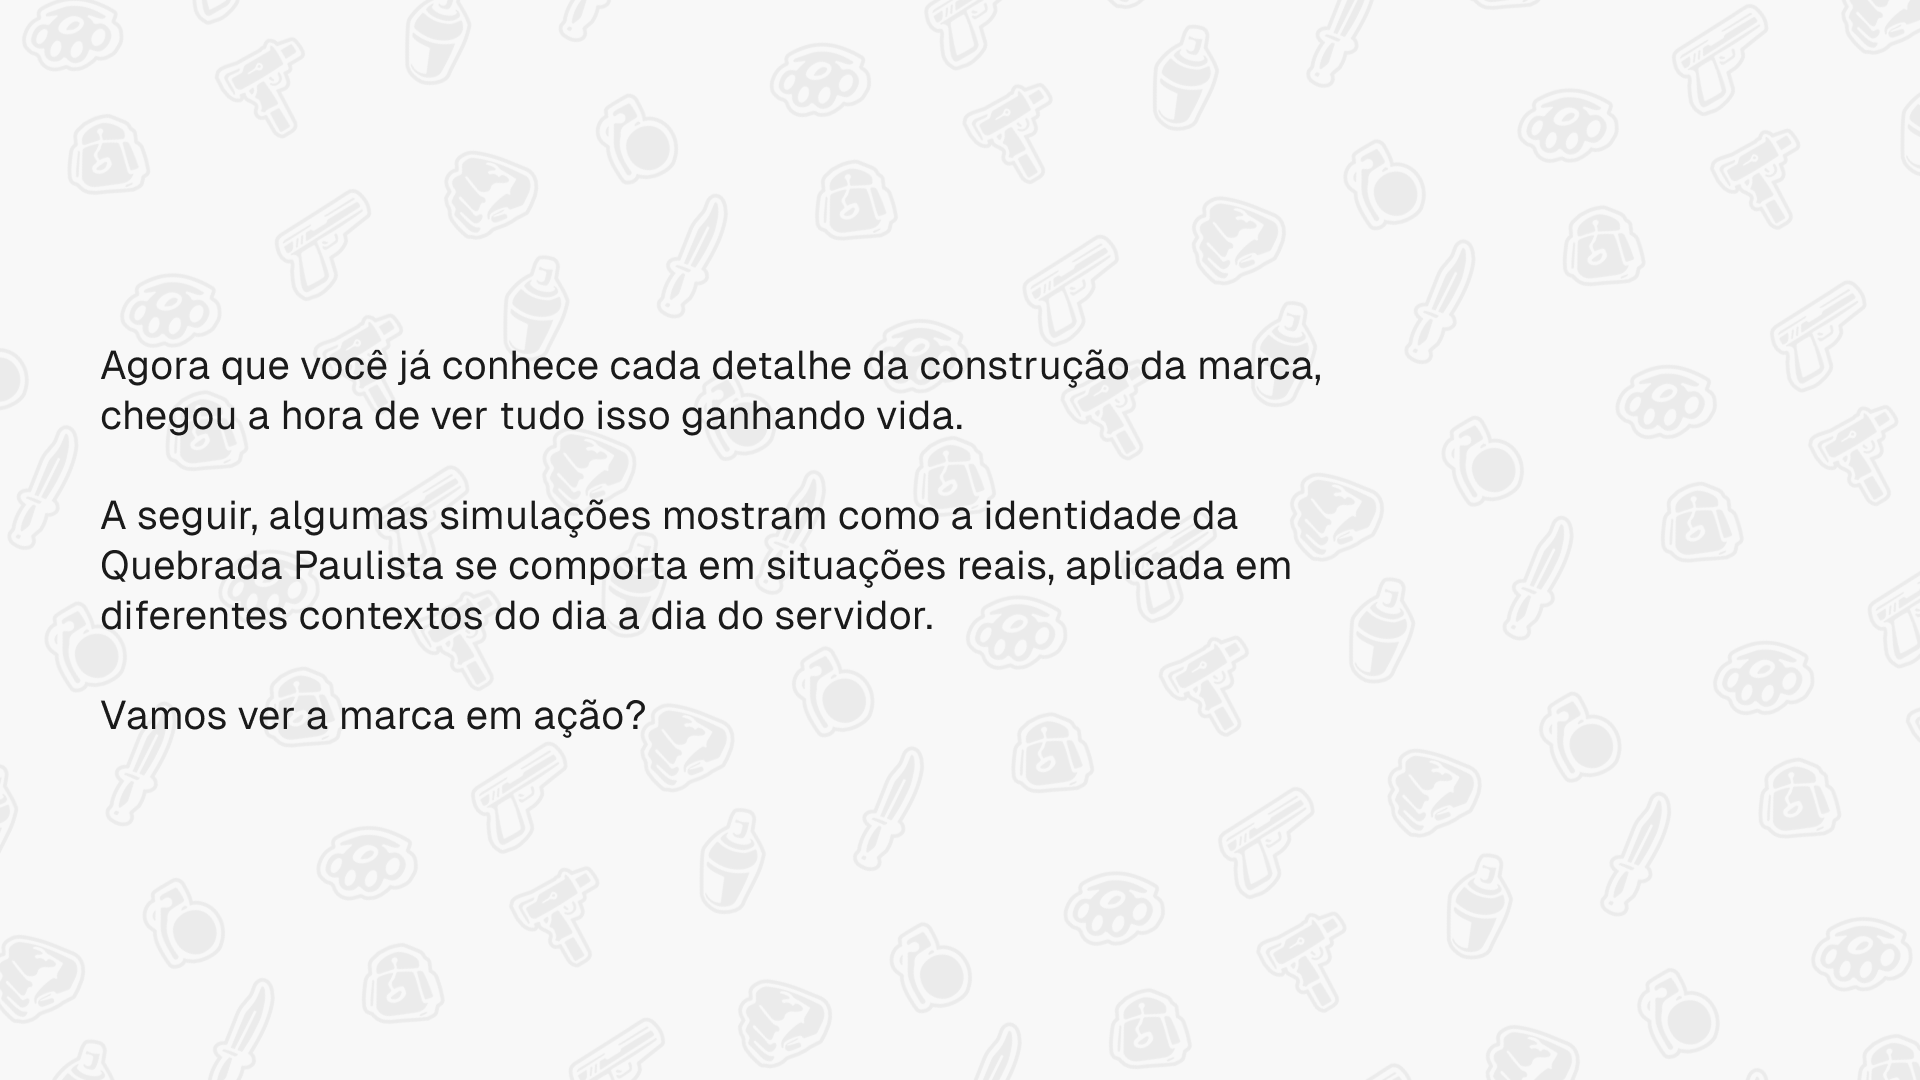 Agora que você já conhece cada detalhe da construção da marca,
chegou a hora de ver tudo isso ganhando vida.
A seguir, algumas simulações mostram como a identidade da
Quebrada Paulista se comporta em situações reais, aplicada em
diferentes contextos do dia a dia do servidor.
Vamos ver a marca em ação?